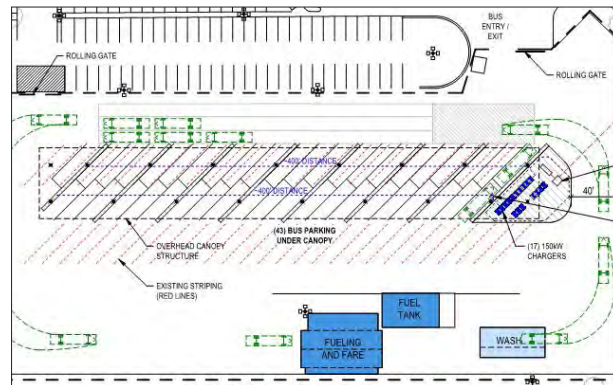 BUS
ENTRY /
EXIT
ROLLING GATE
ROLLING GATE
~400' DISTANCE
~400' DISTANCE
40'
OVERHEAD CANOPY
STRUCTURE
(43) BUS PARKING
UNDER CANOPY
(17) 150kW
CHARGERS
EXISTING STRIPING
(RED LINES)
FUEL
TANK
FUELING
AND FARE
WASH